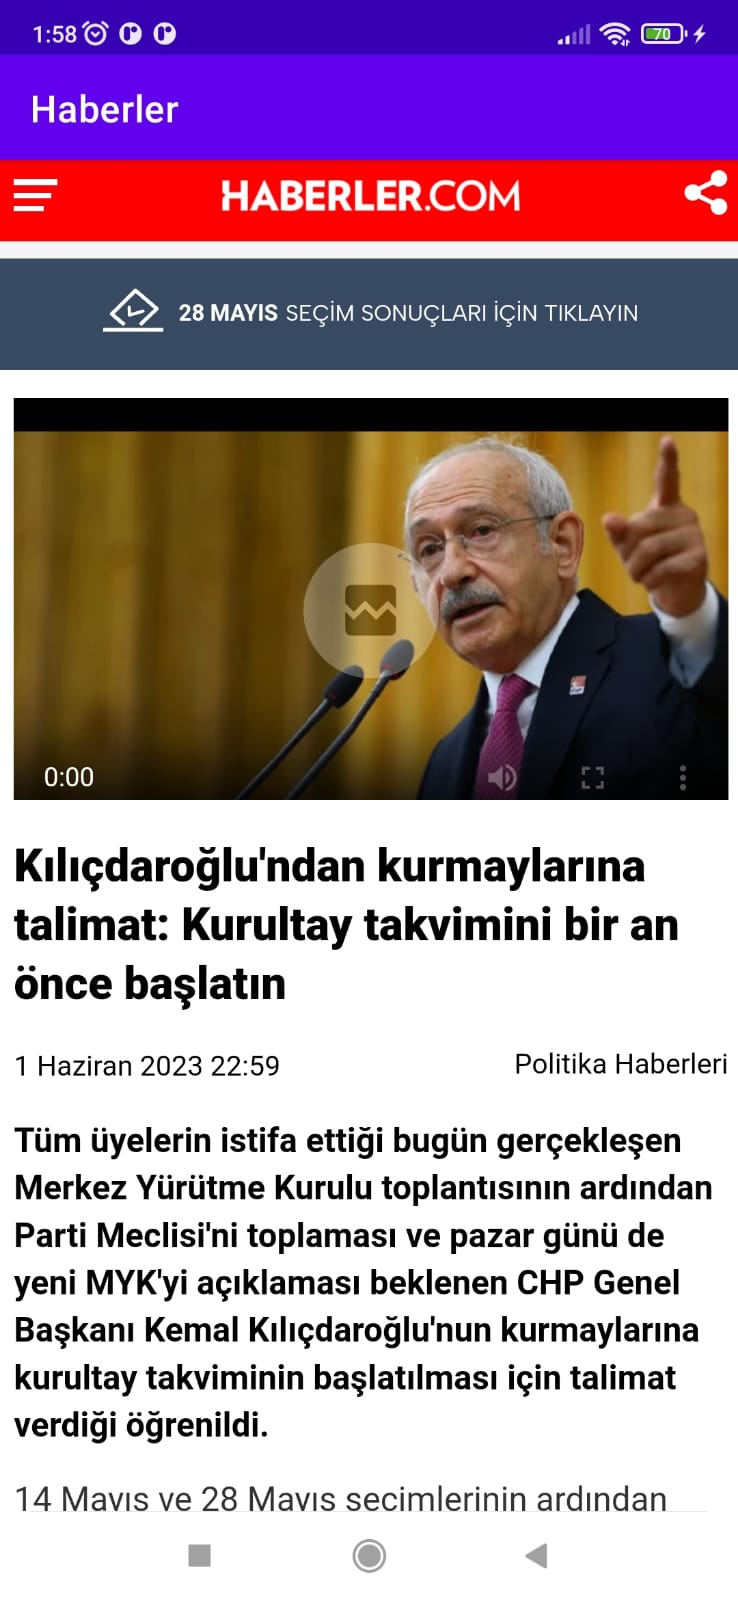 1:58
70
Haberler
HABERLER.COM
28 MAYIS SEÇİM SONUÇLARI İÇİN TIKLAYIN
0:00
Kılıçdaroğlu'ndan kurmaylarına
talimat: Kurultay takvimini bir an
önce başlatın
1 Haziran 2023 22:59
Politika Haberleri
Tüm üyelerin istifa ettiği bugün gerçekleşen
Merkez Yürütme Kurulu toplantısının ardından
Parti Meclisi'ni toplaması ve pazar günü de
yeni MYK'yi açıklaması beklenen CHP Genel
Başkanı Kemal Kılıçdaroğlu'nun kurmaylarına
kurultay takviminin başlatılması için talimat
verdiği öğrenildi.
14 Mayıs ve 28 Mayıs seçimlerinin ardından